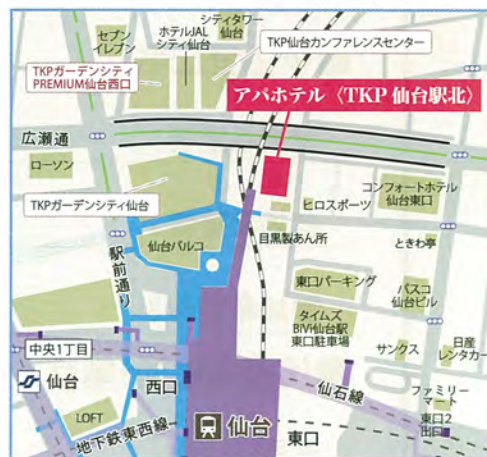 セブン
イレブン
ホテルJAL
シティ仙台
シティタワー
仙台
TKP仙台カンファレンスセンター
TKPガーデンシティ
PREMIUM仙台西口
アパホテル〈TKP仙台駅北〉
広瀬通
ローソン
コンフォートホテル
仙台東口
TKPガーデンシティ仙台
ヒロスポーツ
仙台パルコ
目黒製あん所
ときわ亭
駅前通り
東口パーキング
パスコ
仙台ビル
タイムズ
BiVi仙台駅
東口駐車場
中央1丁目
サンクス
日産
レンタカー
仙台
西口
仙石線
ファミリー
マート
LOFT
地下鉄東西線
仙台
東口
東口2
出口